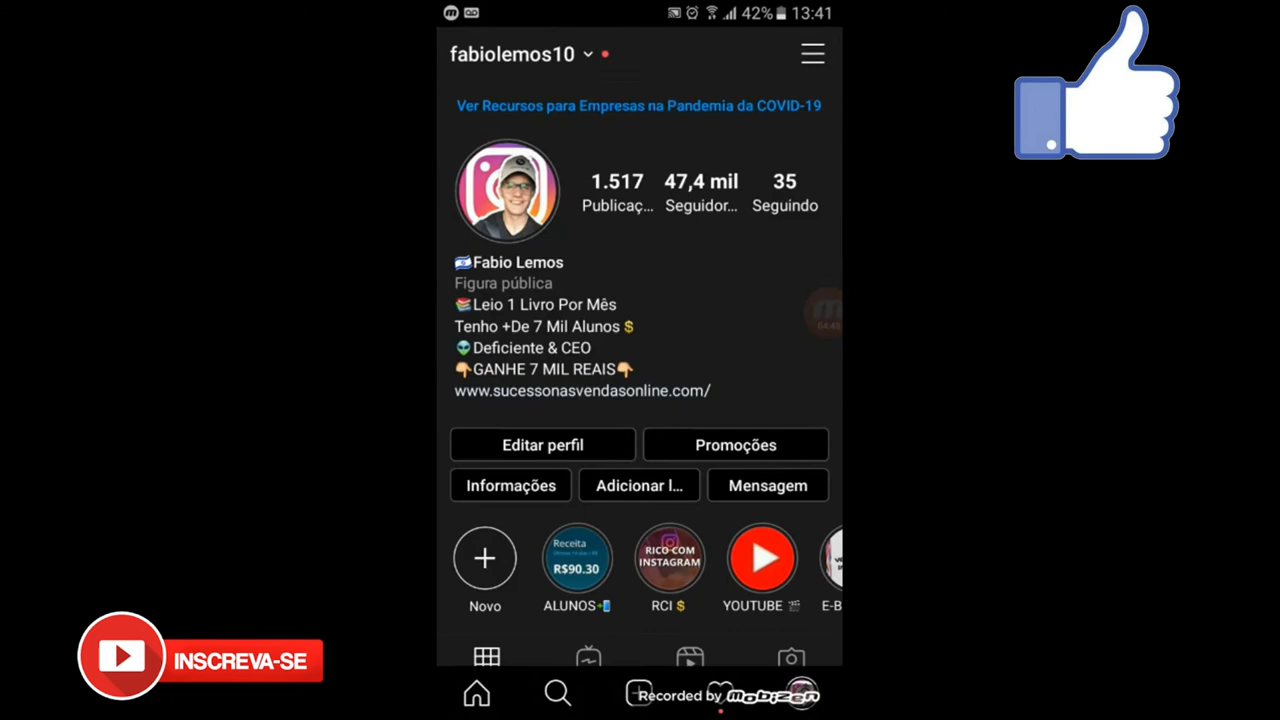 42% 13:41
fabiolemos10
Ver Recursos para Empresas na Pandemia da COVID-19
1.517 47,4 mil 35
Publicaç... Seguidor... Seguindo
Fabio Lemos
Figura pública
Leio 1 Livro Por Mês
Tenho +De 7 Mil Alunos
Deficiente & CEO
GANHE 7 MIL REAIS
www.sucessonasvendasonline.com/
Editar perfil Promoções
Informações Adicionar l... Mensagem
Receita
R$90.30
RICO COM
INSTAGRAM
Novo ALUNOS RCI YOUTUBE E-B
INSCREVA-SE
Recorded by mobizen